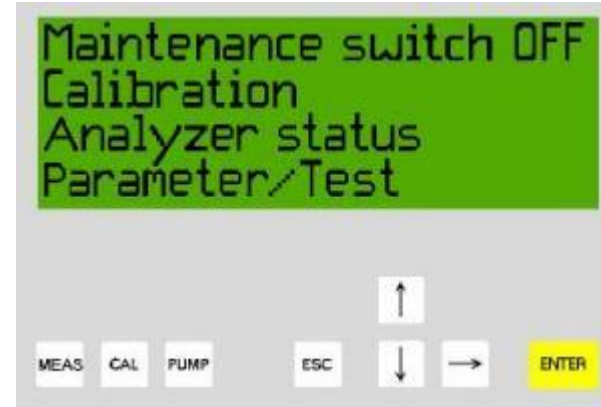 Maintenance switch OFF
Calibration
Analyzer status
Parameter/Test
↑
MEAS CAL PUMP ESC ↓ → ENTER